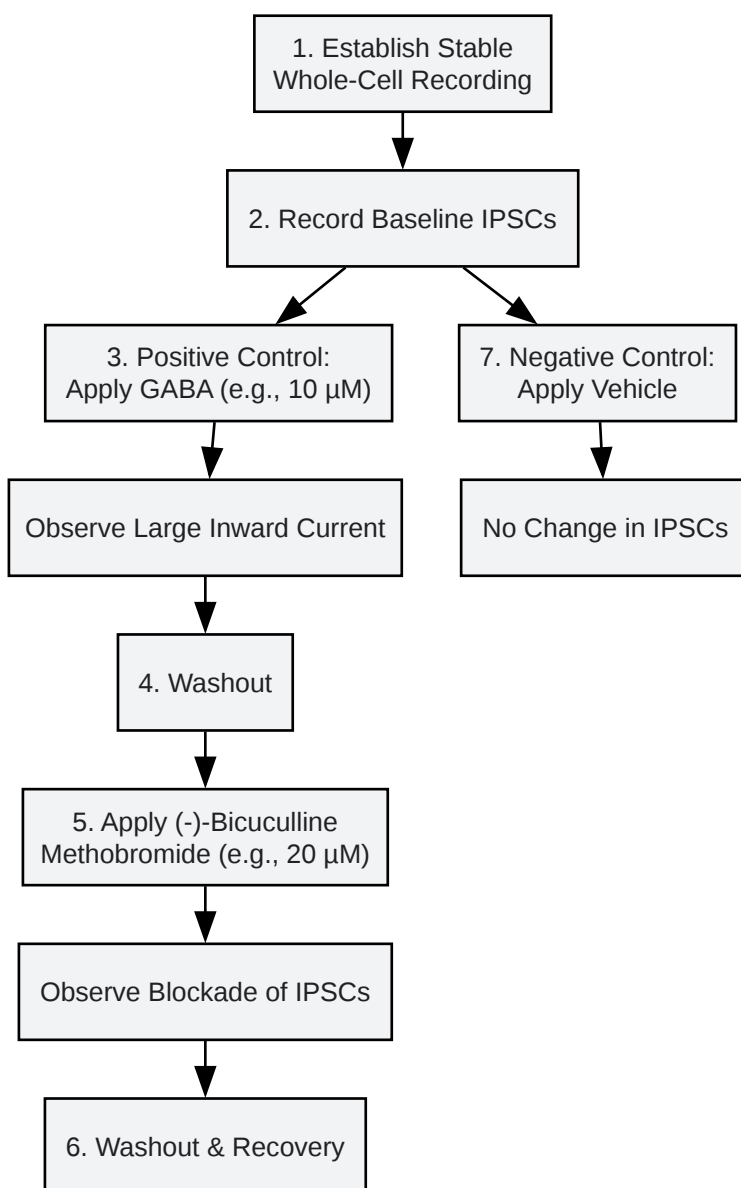 1. Establish Stable
Whole-Cell Recording
2. Record Baseline IPSCs
3. Positive Control:
Apply GABA (e.g., 10 µM)
7. Negative Control:
Apply Vehicle
Observe Large Inward Current
No Change in IPSCs
4. Washout
5. Apply (-)-Bicuculline
Methobromide (e.g., 20 µM)
Observe Blockade of IPSCs
6. Washout & Recovery